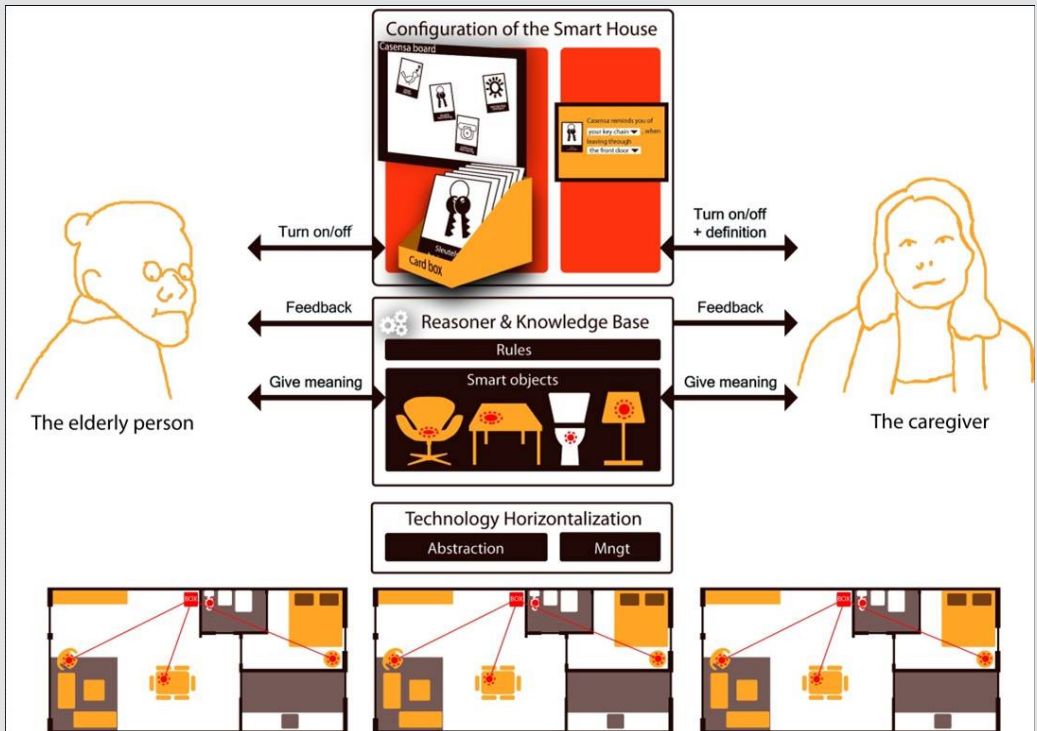 Configuration of the Smart House
Casensa board
Casensa reminds you of
your key chain , when
leaving through
the front door
Sleutel
Card box
Turn on/off
Turn on/off
+ definition
Feedback
Reasoner & Knowledge Base
Feedback
Rules
Give meaning
Smart objects
Give meaning
The elderly person
The caregiver
Technology Horizontalization
Abstraction
Mngt
BOX
BOX
BOX